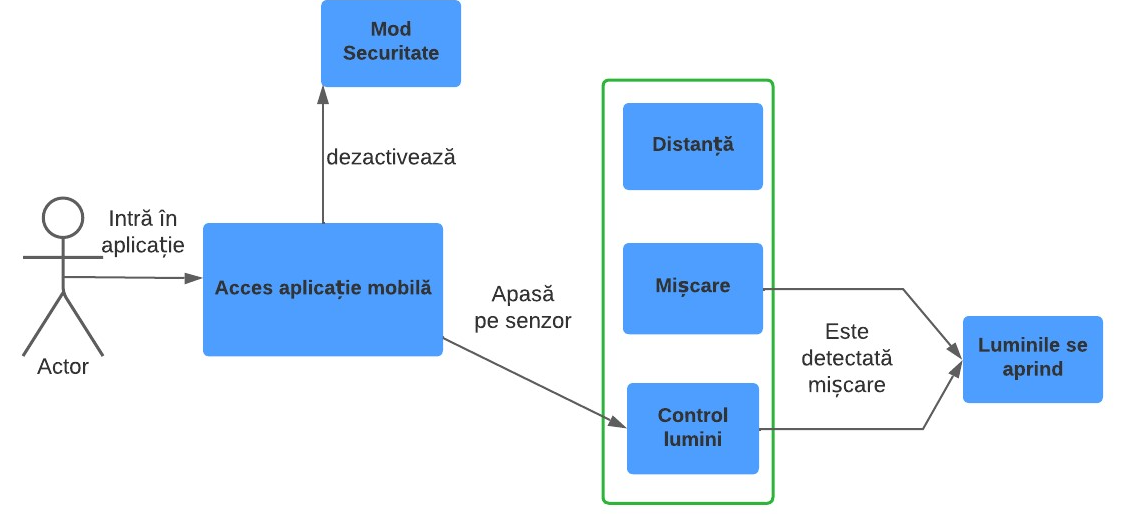 Mod
Securitate
dezactivează
Intră în
aplicație
Actor
Acces aplicație mobilă
Apasă
pe senzor
Distanță
Mișcare
Control
lumini
Este
detectată
mișcare
Luminile se
aprind